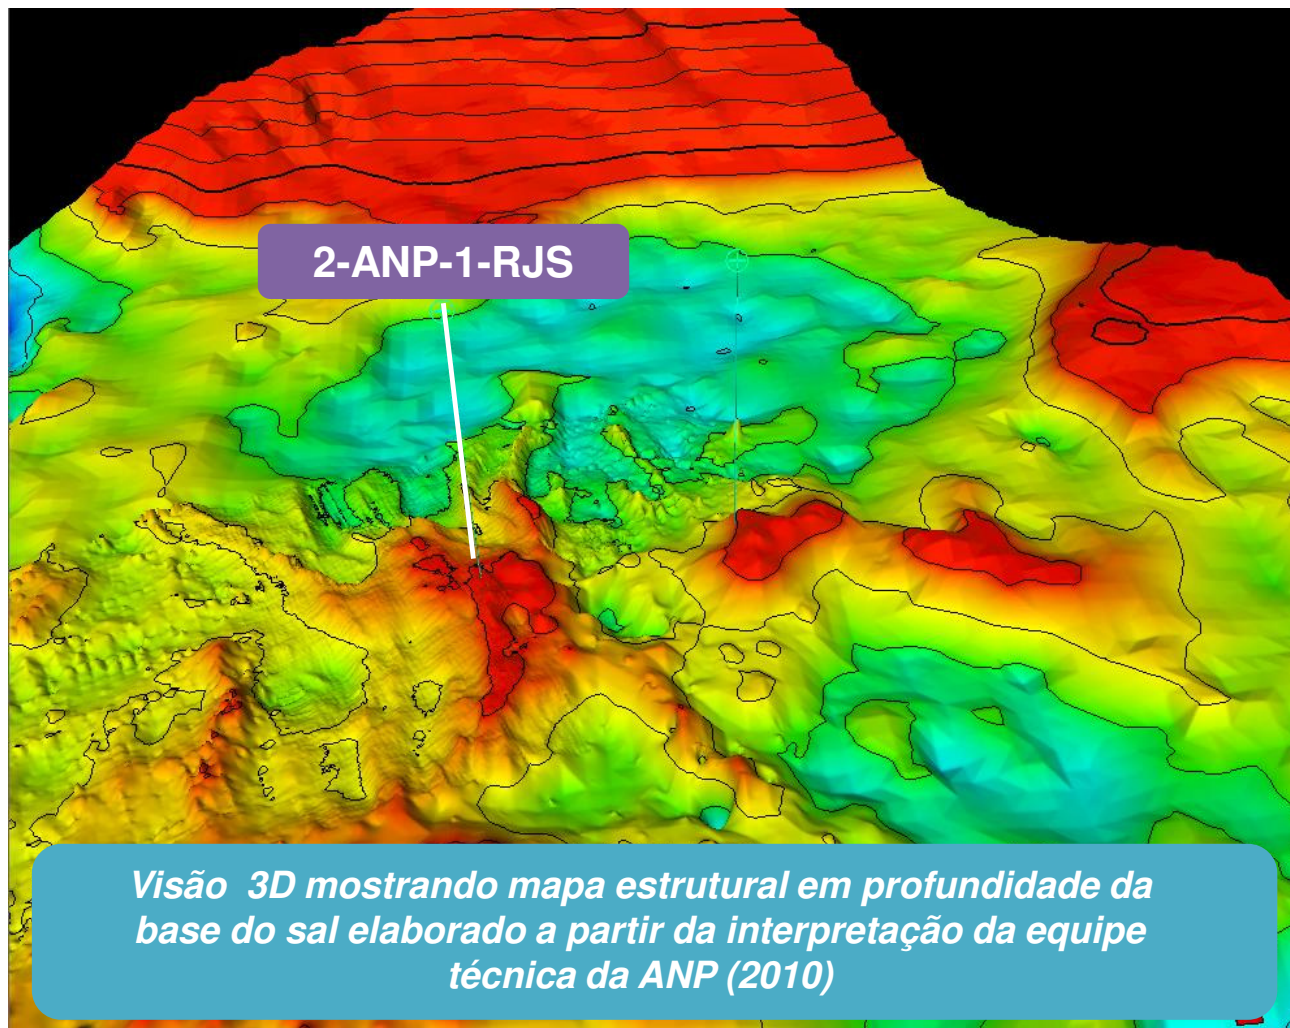 2-ANP-1-RJS
Visão 3D mostrando mapa estrutural em profundidade da
base do sal elaborado a partir da interpretação da equipe
técnica da ANP (2010)